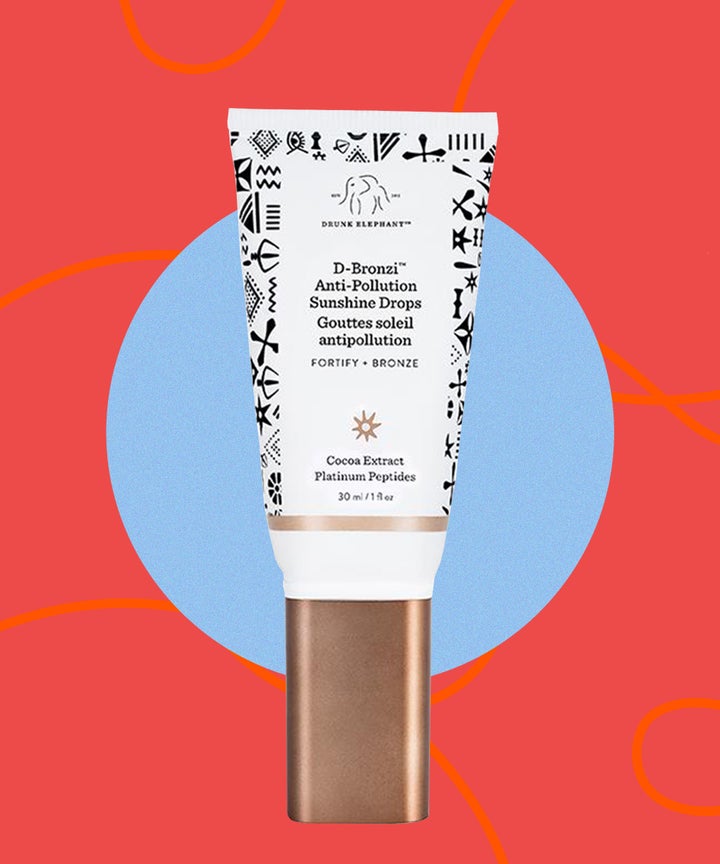 DRUNK ELEPHANT™
D-Bronzi™
Anti-Pollution
Sunshine Drops
Gouttes soleil
antipollution
FORTIFY + BRONZE
Cocoa Extract
Platinum Peptides
30 ml / 1 fl oz